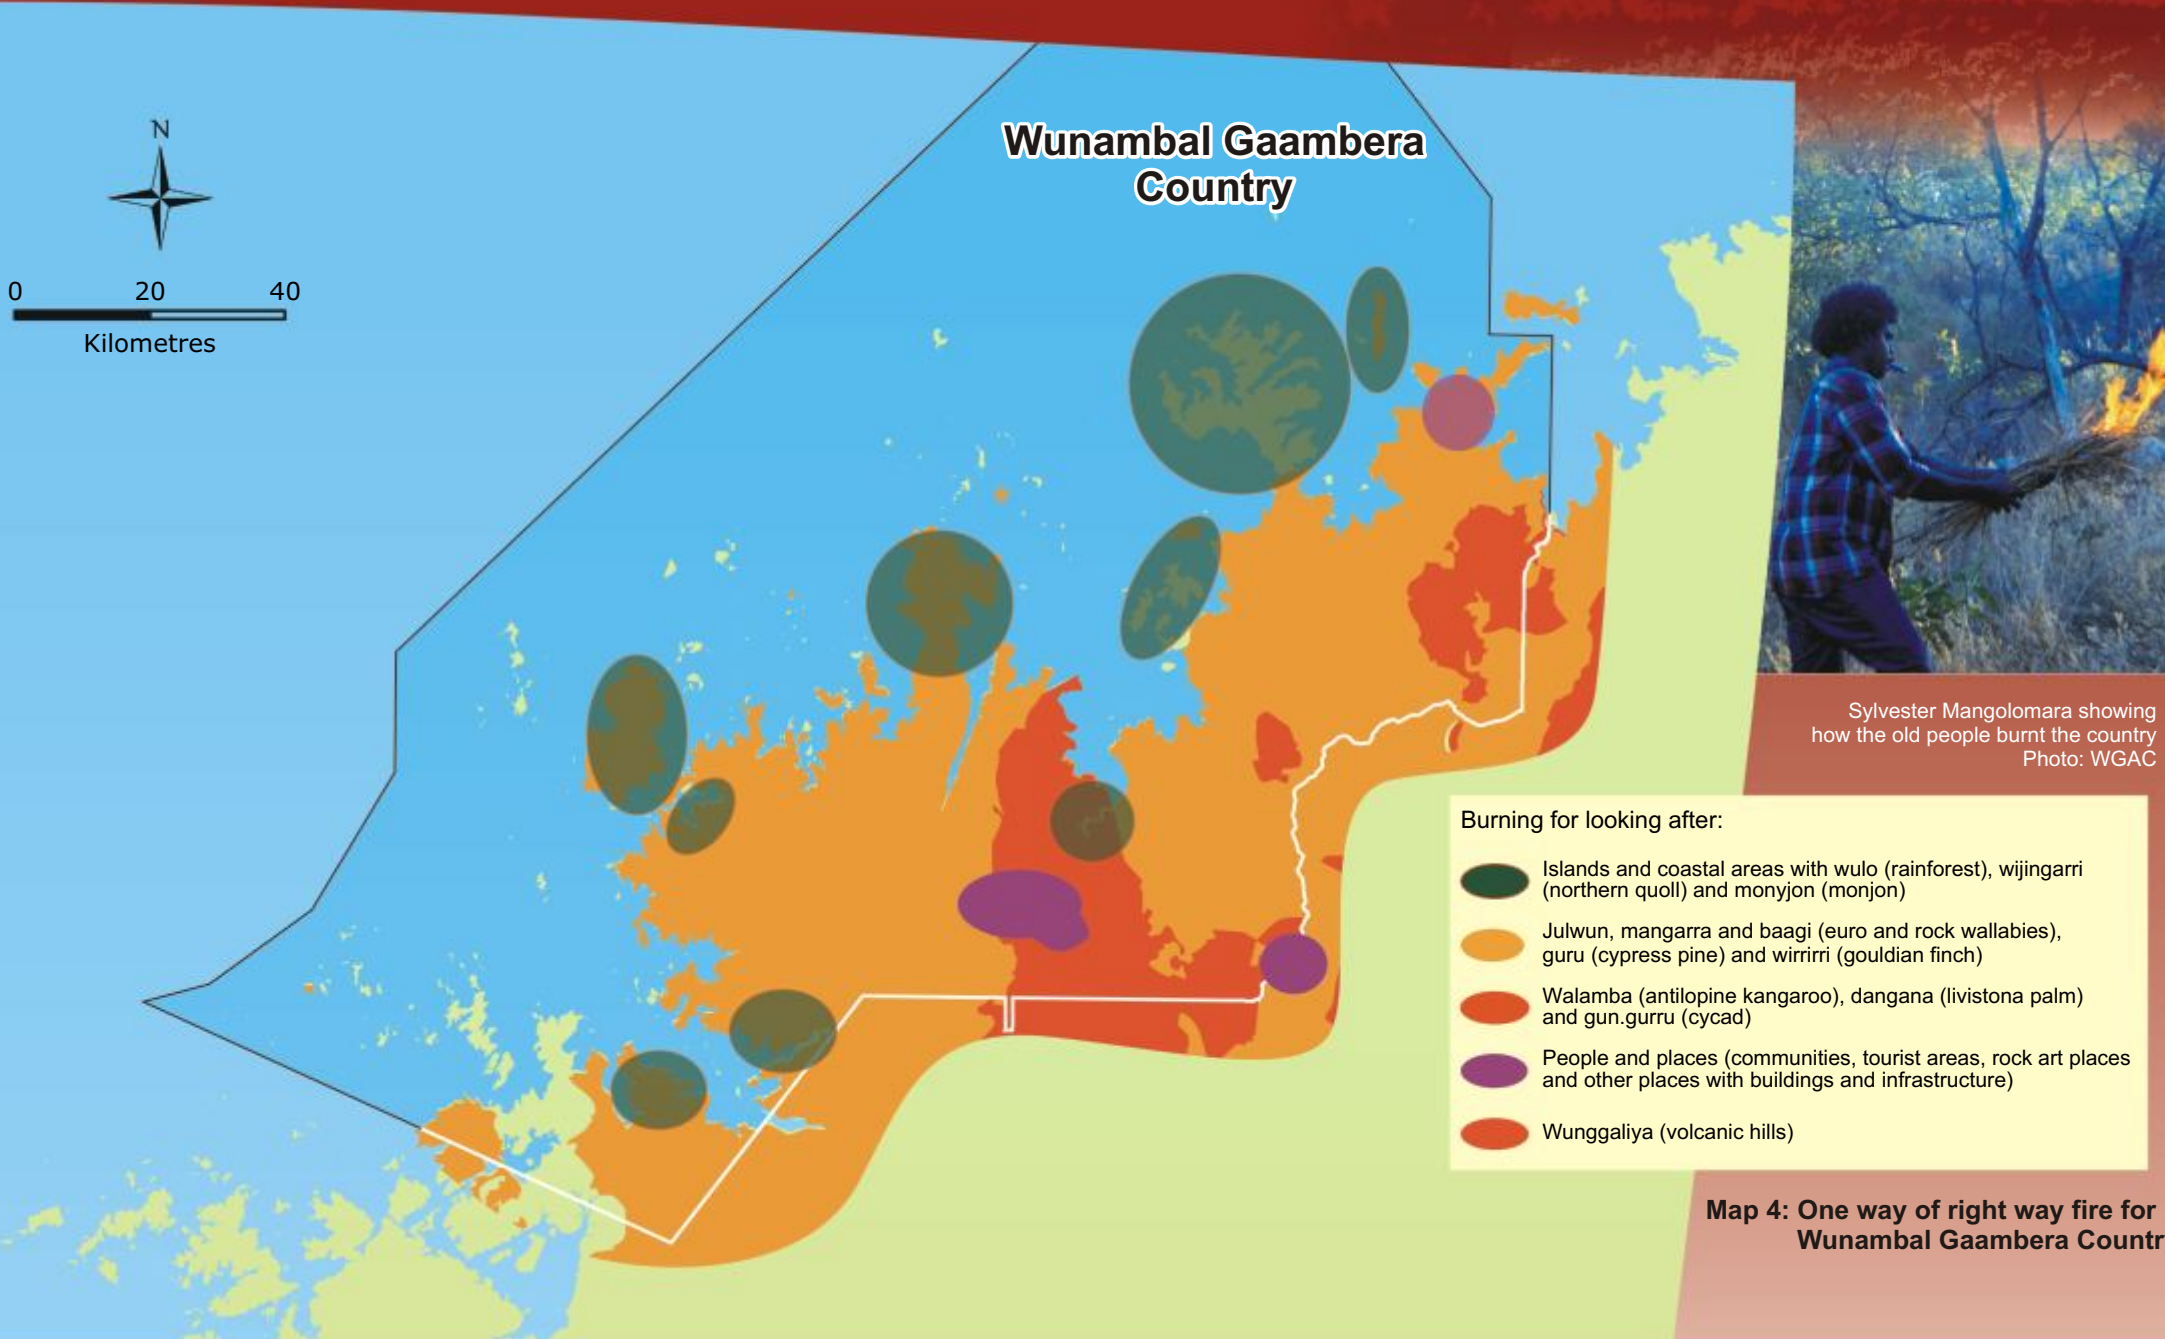 Wunambal Gaambera
Country
N
0 20 40
Kilometres
Sylvester Mangolomara showing
how the old people burnt the country
Photo: WGAC
Burning for looking after:
Islands and coastal areas with wulo (rainforest), wijingarri
(northern quoll) and monyjon (monjon)
Julwun, mangarra and baagi (euro and rock wallabies),
guru (cypress pine) and wirrirri (gouldian finch)
Walamba (antilopine kangaroo), dangana (livistona palm)
and gun.gurru (cycad)
People and places (communities, tourist areas, rock art places
and other places with buildings and infrastructure)
Wunggaliya (volcanic hills)
Map 4: One way of right way fire for
Wunambal Gaambera Countr